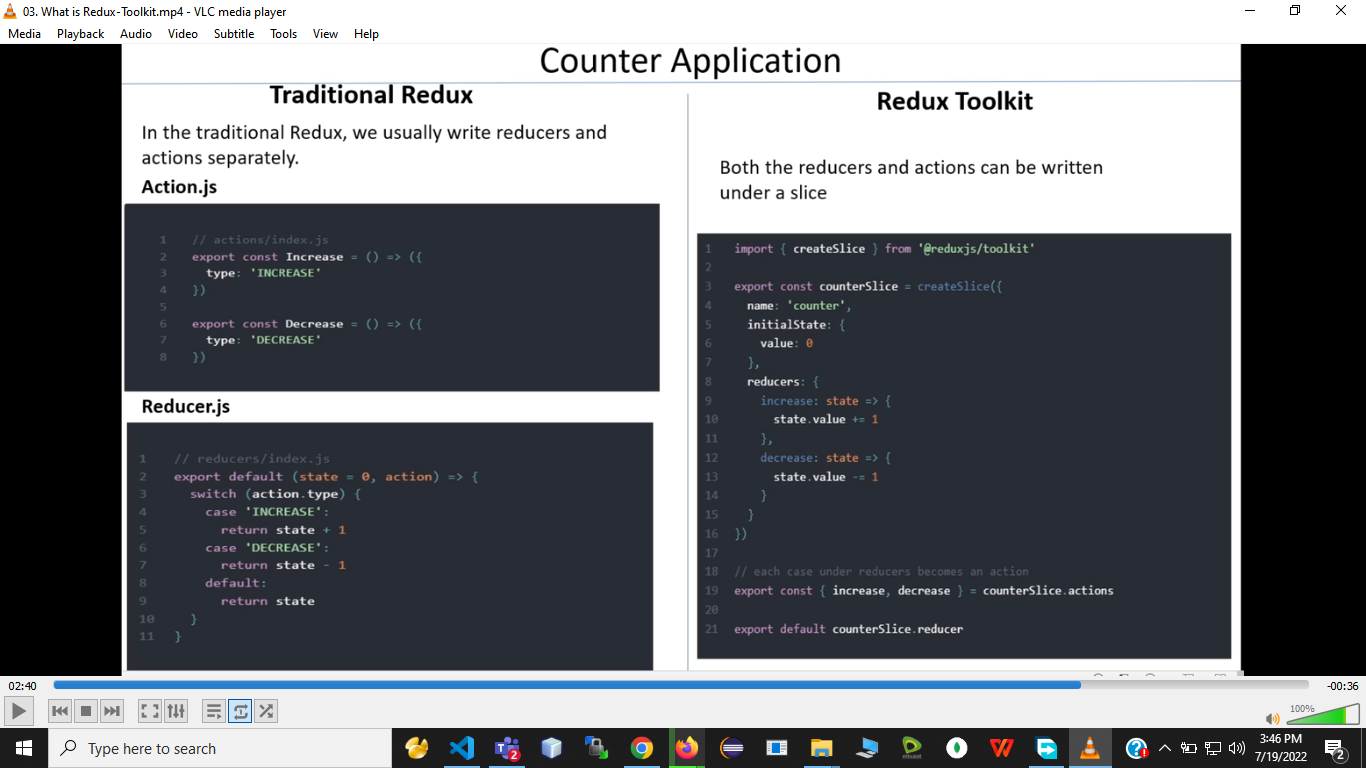 03. What is Redux-Toolkit.mp4 - VLC media player
Media Playback Audio Video Subtitle Tools View Help
Counter Application
Traditional Redux
In the traditional Redux, we usually write reducers and
actions separately.
Action.js
1 // actions/index.js
2 export const Increase = () => ({
3 type: 'INCREASE'
4 })
5
6 export const Decrease = () => ({
7 type: 'DECREASE'
8 })
Reducer.js
1 // reducers/index.js
2 export default (state = 0, action) => {
3 switch (action.type) {
4 case 'INCREASE':
5 return state + 1
6 case 'DECREASE':
7 return state - 1
8 default:
9 return state
10 }
11 }
Redux Toolkit
Both the reducers and actions can be written
under a slice
1 import { createSlice } from '@reduxjs/toolkit'
2
3 export const counterSlice = createSlice({
4 name: 'counter',
5 initialState: {
6 value: 0
7 },
8 reducers: {
9 increase: state => {
10 state.value += 1
11 },
12 decrease: state => {
13 state.value -= 1
14 }
15 }
16 })
17
18 // each case under reducers becomes an action
19 export const { increase, decrease } = counterSlice.actions
20
21 export default counterSlice.reducer
02:40
-00:36
100%
Type here to search
2
3:46 PM
7/19/2022
2